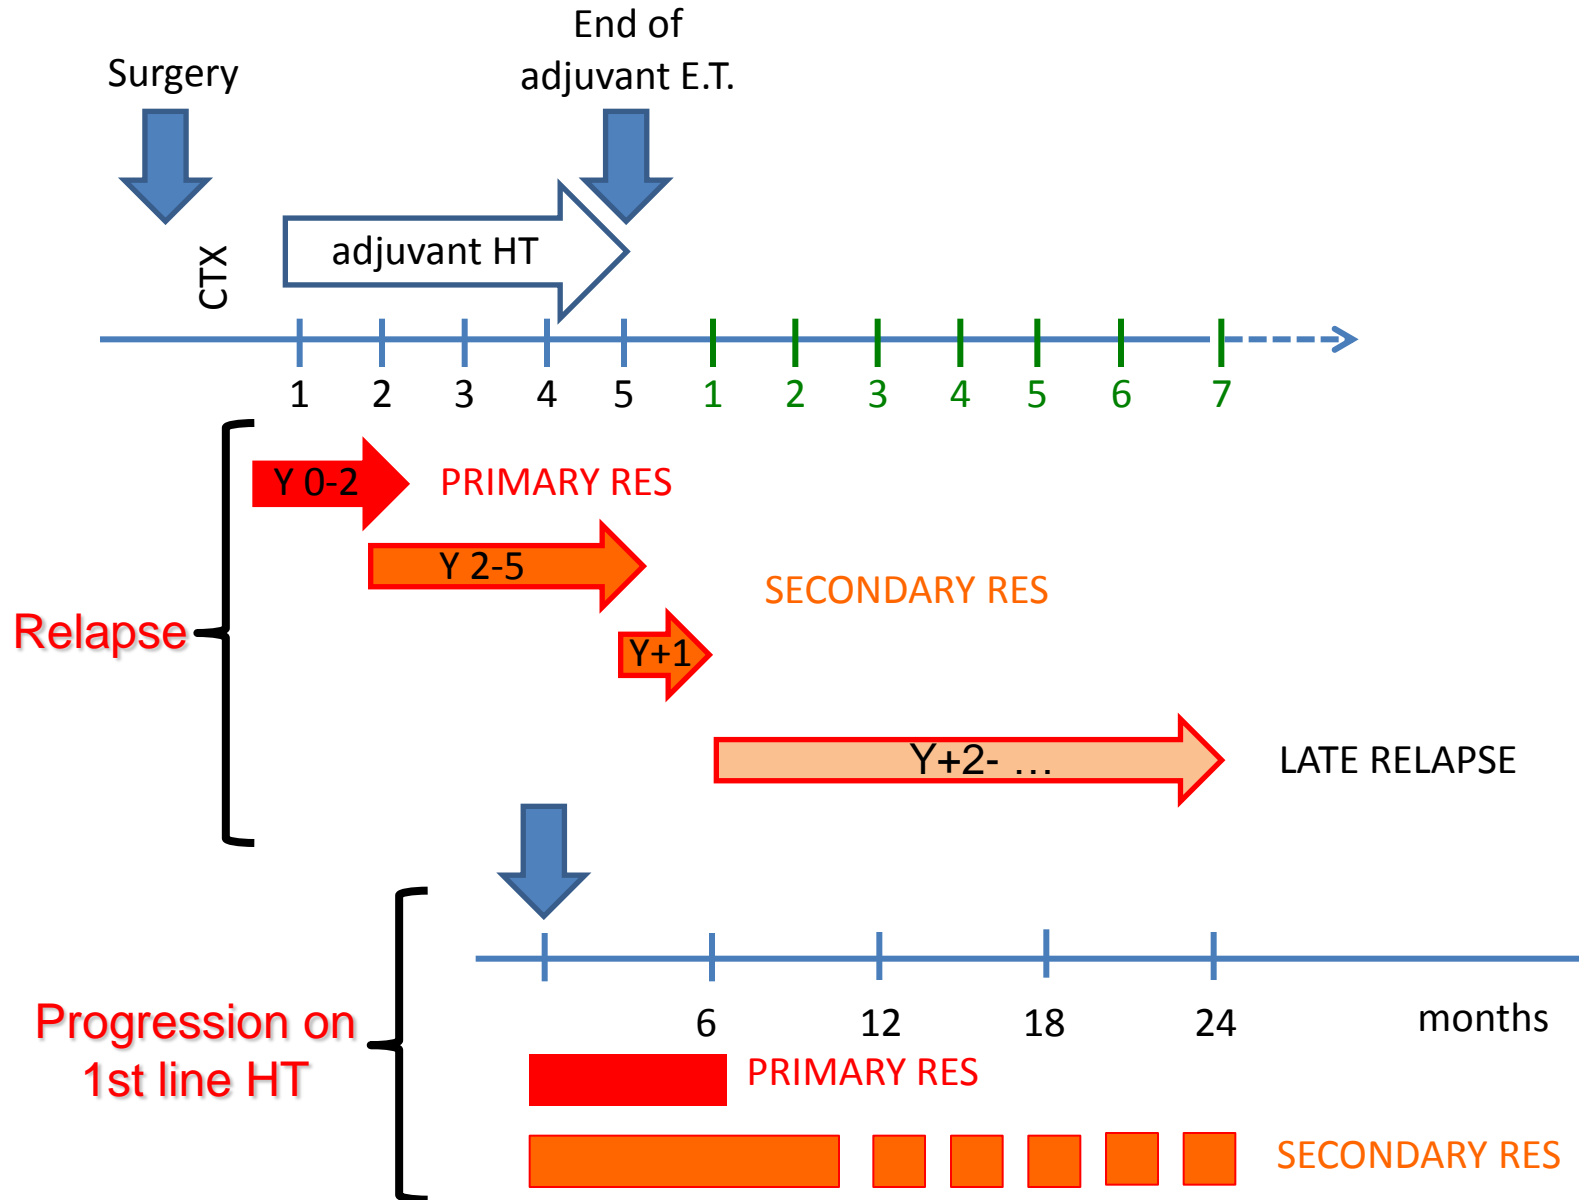 End of
adjuvant E.T.
Surgery
CTX
adjuvant HT
1 2 3 4 5 1 2 3 4 5 6 7
Y 0-2 PRIMARY RES
Y 2-5
SECONDARY RES
Relapse
Y+1
Y+2- ... LATE RELAPSE
6 12 18 24 months
Progression on
1st line HT
PRIMARY RES
SECONDARY RES